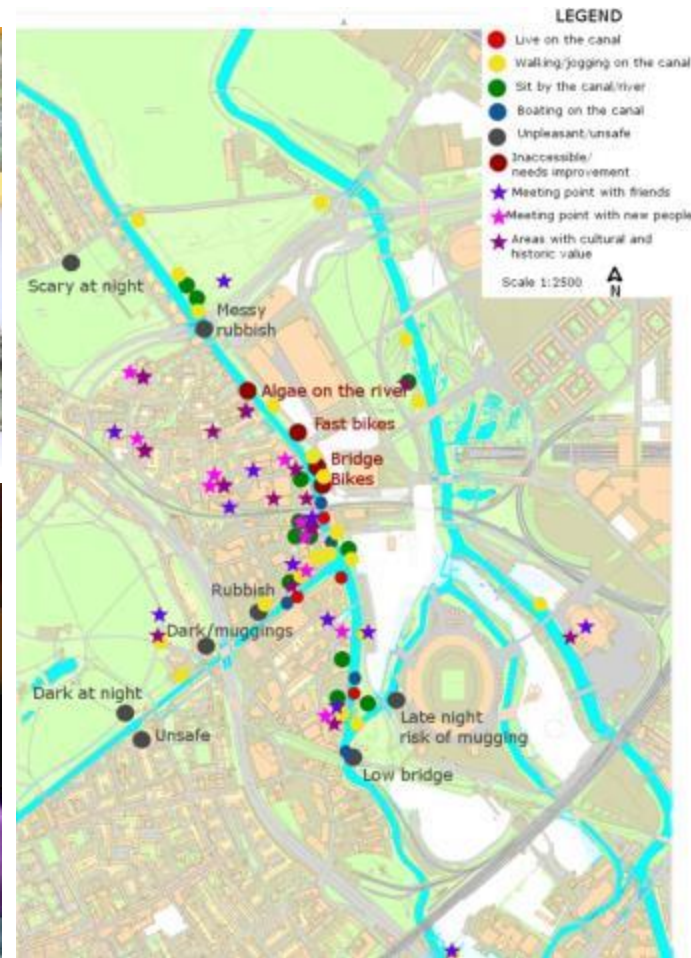 LEGEND
Live on the canal
Walking/jogging on the canal
Sit by the canal/river
Boating on the canal
Unpleasant/unsafe
Inaccessible/
needs improvement
Meeting point with friends
Meeting point with new people
Areas with cultural and
historic value
Scale 1:2500
N
Scary at night
Messy
rubbish
Algae on the river
Fast bikes
Bridge
Bikes
Rubbish
Dark/muggings
Dark at night
Unsafe
Late night
risk of mugging
Low bridge